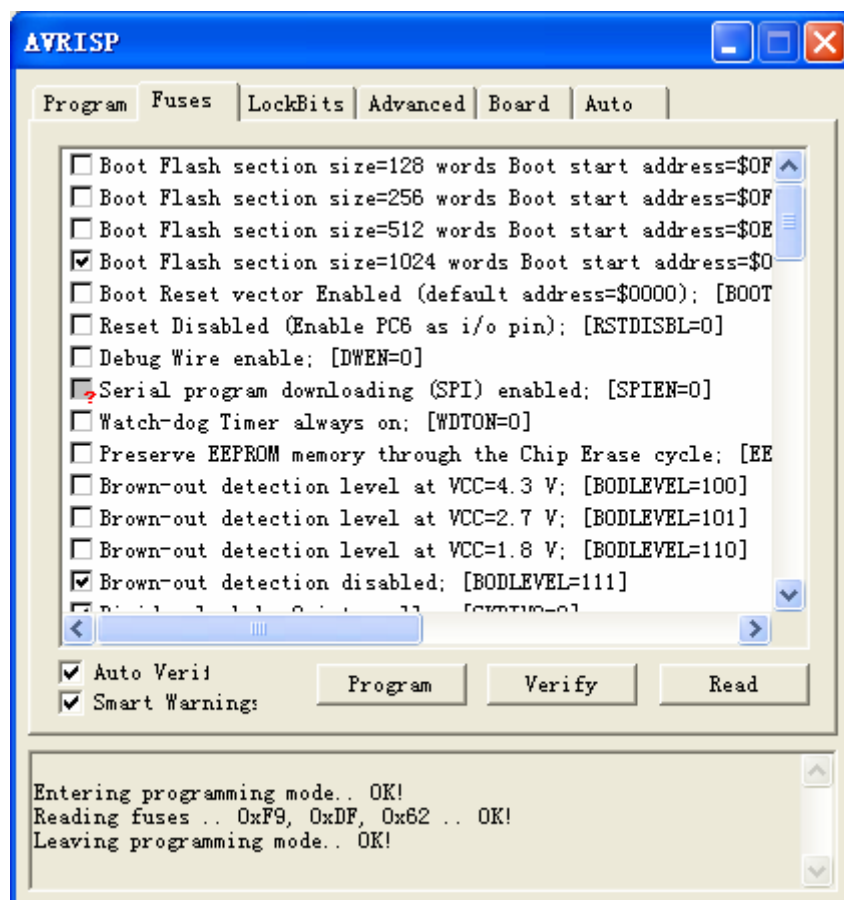 AVRISP
Program Fuses LockBits Advanced Board Auto
Boot Flash section size=128 words Boot start address=$0F
Boot Flash section size=256 words Boot start address=$0F
Boot Flash section size=512 words Boot start address=$0E
Boot Flash section size=1024 words Boot start address=$0
Boot Reset vector Enabled (default address=$0000); [BOOT
Reset Disabled (Enable PC6 as i/o pin); [RSTDISBL=0]
Debug Wire enable; [DWEN=0]
?Serial program downloading (SPI) enabled; [SPIEN=0]
Watch-dog Timer always on; [WDTON=0]
Preserve EEPROM memory through the Chip Erase cycle; [EE
Brown-out detection level at VCC=4.3 V; [BODLEVEL=100]
Brown-out detection level at VCC=2.7 V; [BODLEVEL=101]
Brown-out detection level at VCC=1.8 V; [BODLEVEL=110]
Brown-out detection disabled; [BODLEVEL=111]
Auto Verif
Smart Warnings
Program Verify Read
Entering programming mode.. OK!
Reading fuses .. 0xF9, 0xDF, 0x62 .. OK!
Leaving programming mode.. OK!